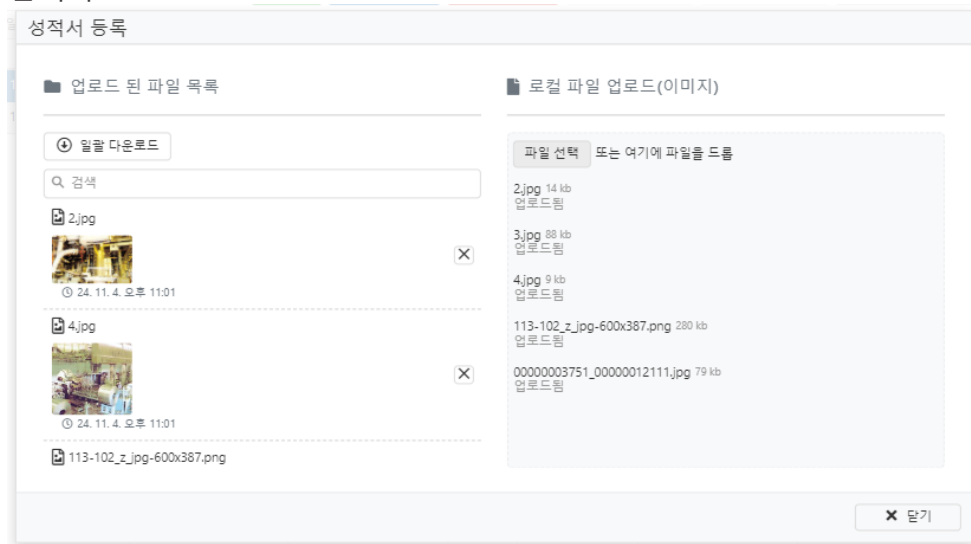 성적서 등록
업로드 된 파일 목록
일괄 다운로드
검색
2.jpg
24. 11. 4. 오후 11:01
4.jpg
24. 11. 4. 오후 11:01
113-102_z_jpg-600x387.png
로컬 파일 업로드(이미지)
파일 선택 또는 여기에 파일을 드롭
2.jpg 14 kb
업로드됨
3.jpg 88 kb
업로드됨
4.jpg 9 kb
업로드됨
113-102_z_jpg-600x387.png 280 kb
업로드됨
00000003751_00000012111.jpg 79 kb
업로드됨
닫기